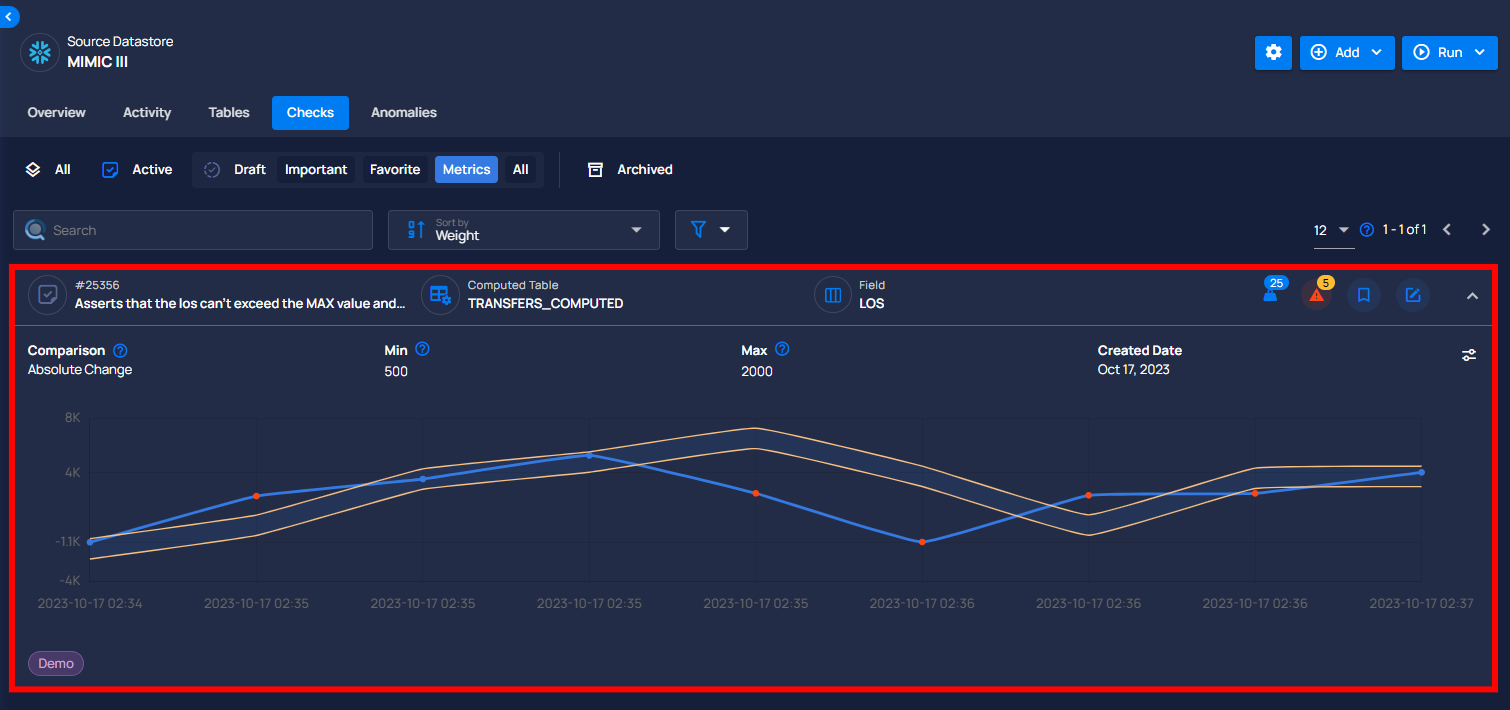 Source Datastore
MIMIC III
Add
Run
Overview Activity Tables Checks Anomalies
All Active Draft Important Favorite Metrics All Archived
Search
Sort by
Weight
12 1 - 1 of 1
#25356
Asserts that the los can't exceed the MAX value and...
Computed Table
TRANSFERS_COMPUTED
Field
LOS
25
5
Comparison
Absolute Change
Min
500
Max
2000
Created Date
Oct 17, 2023
8K
4K
-1.1K
-4K
2023-10-17 02:34 2023-10-17 02:35 2023-10-17 02:35 2023-10-17 02:35 2023-10-17 02:35 2023-10-17 02:36 2023-10-17 02:36 2023-10-17 02:36 2023-10-17 02:37
Demo